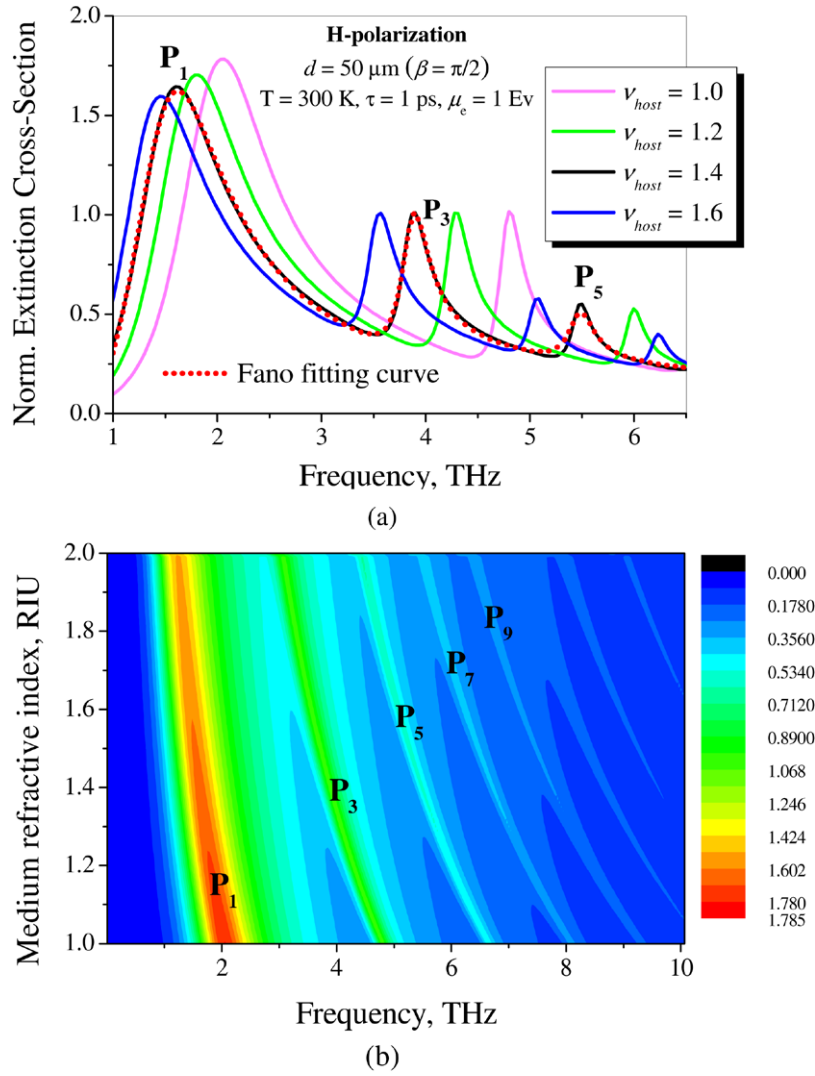 2.0
1.5
1.0
0.5
0.0
Norm. Extinction Cross-Section
P1
H-polarization
d = 50 µm (β = π/2)
T = 300 K, τ = 1 ps, μe = 1 Ev
νhost = 1.0
νhost = 1.2
νhost = 1.4
νhost = 1.6
P3
P5
Fano fitting curve
1 2 3 4 5 6
Frequency, THz
(a)
2.0
1.8
1.6
1.4
1.2
1.0
Medium refractive index, RIU
P9
P7
P5
P3
P1
0.000
0.1780
0.3560
0.5340
0.7120
0.8900
1.068
1.246
1.424
1.602
1.780
1.785
2 4 6 8 10
Frequency, THz
(b)